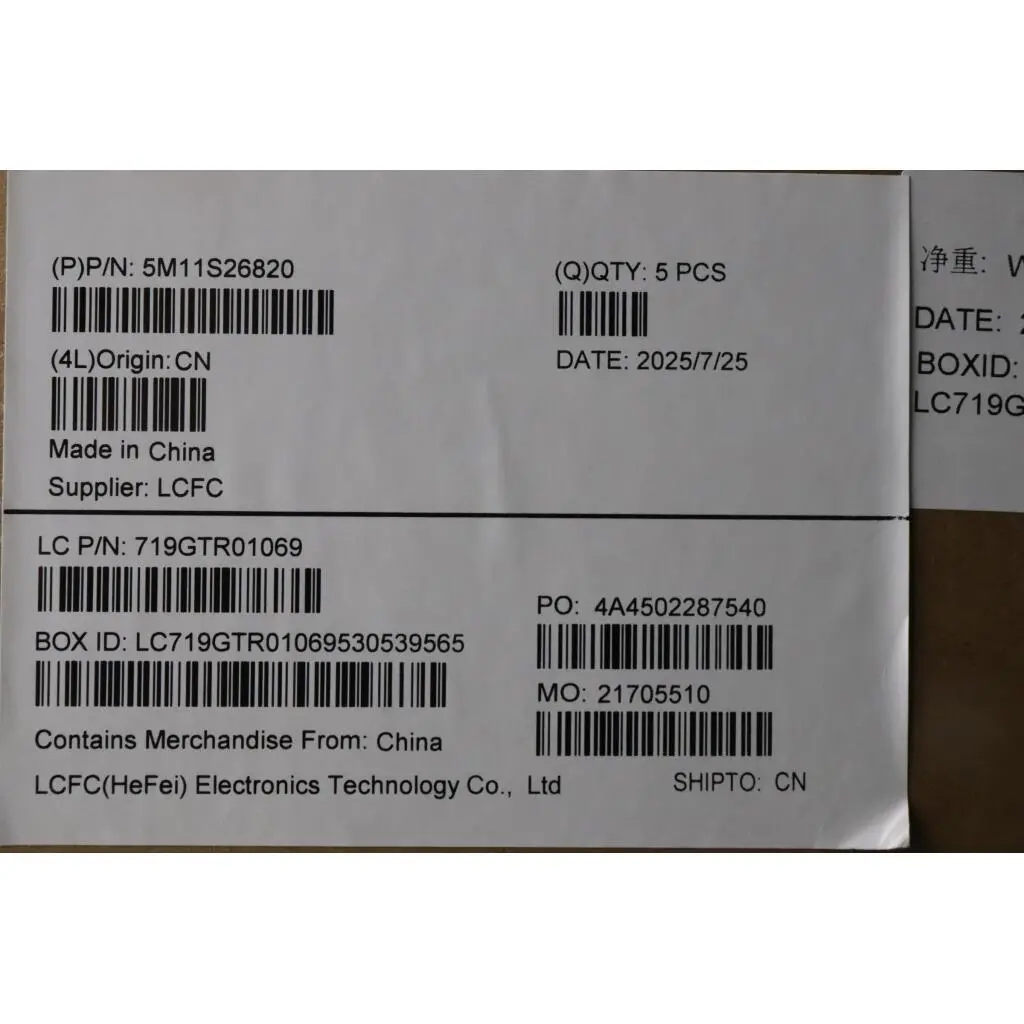 (P)P/N: 5M11S26820
(Q)QTY: 5 PCS
(4L)Origin:CN
DATE: 2025/7/25
Made in China
Supplier: LCFC
LC P/N: 719GTR01069
PO: 4A4502287540
BOX ID: LC719GTR01069530539565
MO: 21705510
Contains Merchandise From: China
LCFC(HeFei) Electronics Technology Co., Ltd
SHIPTO: CN
净重:
DATE:
BOXID:
LC719G